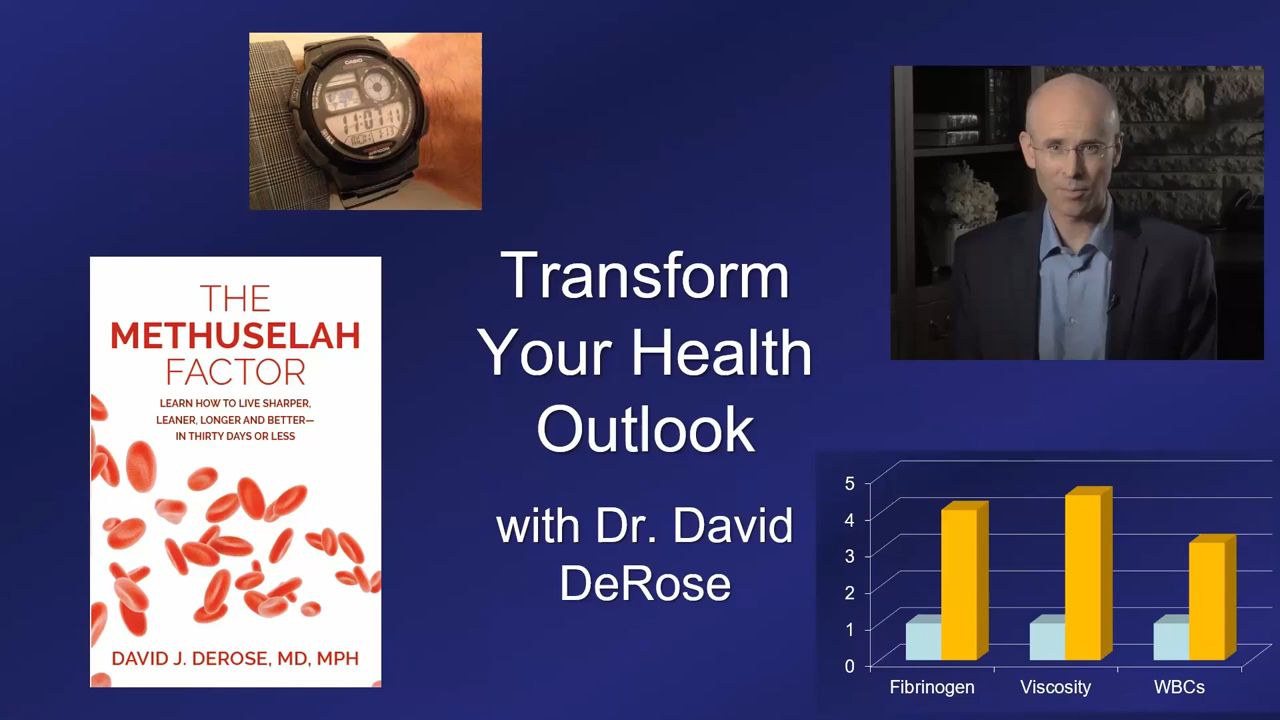 CASIO
11:07
THE
METHUSELAH
FACTOR
LEARN HOW TO LIVE SHARPER,
LEANER, LONGER AND BETTER—
IN THIRTY DAYS OR LESS
DAVID J. DEROSE, MD, MPH
Transform
Your Health
Outlook
with Dr. David
DeRose
5
4
3
2
1
0
Fibrinogen
Viscosity
WBCs